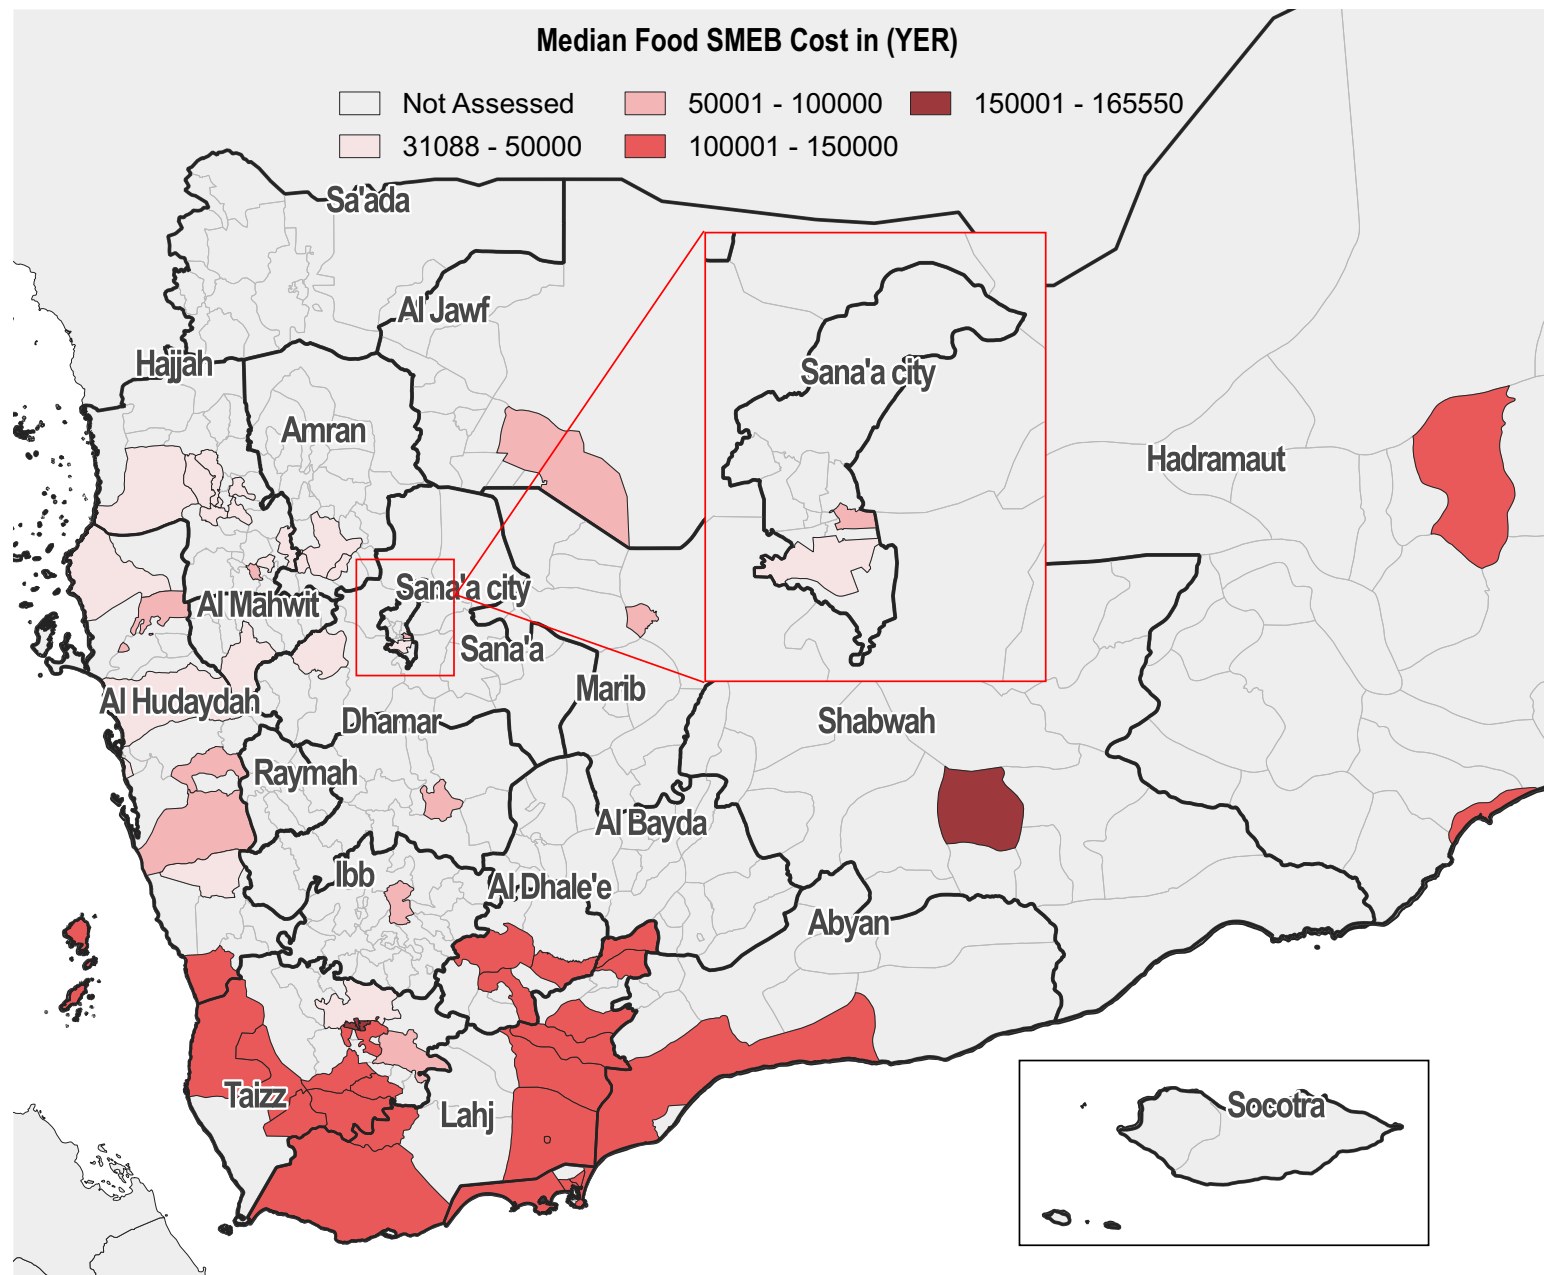 Median Food SMEB Cost in (YER)
Not Assessed
50001 - 100000
150001 - 165550
31088 - 50000
100001 - 150000
Sa'ada
Al Jawf
Hajjah
Sana'a city
Amran
Hadramaut
Sana'a city
Al Mahwit
Sana'a
Marib
Al Hudaydah
Dhamar
Shabwah
Raymah
Al Bayda
Ibb
Al Dhale'e
Abyan
Taizz
Lahj
Socotra